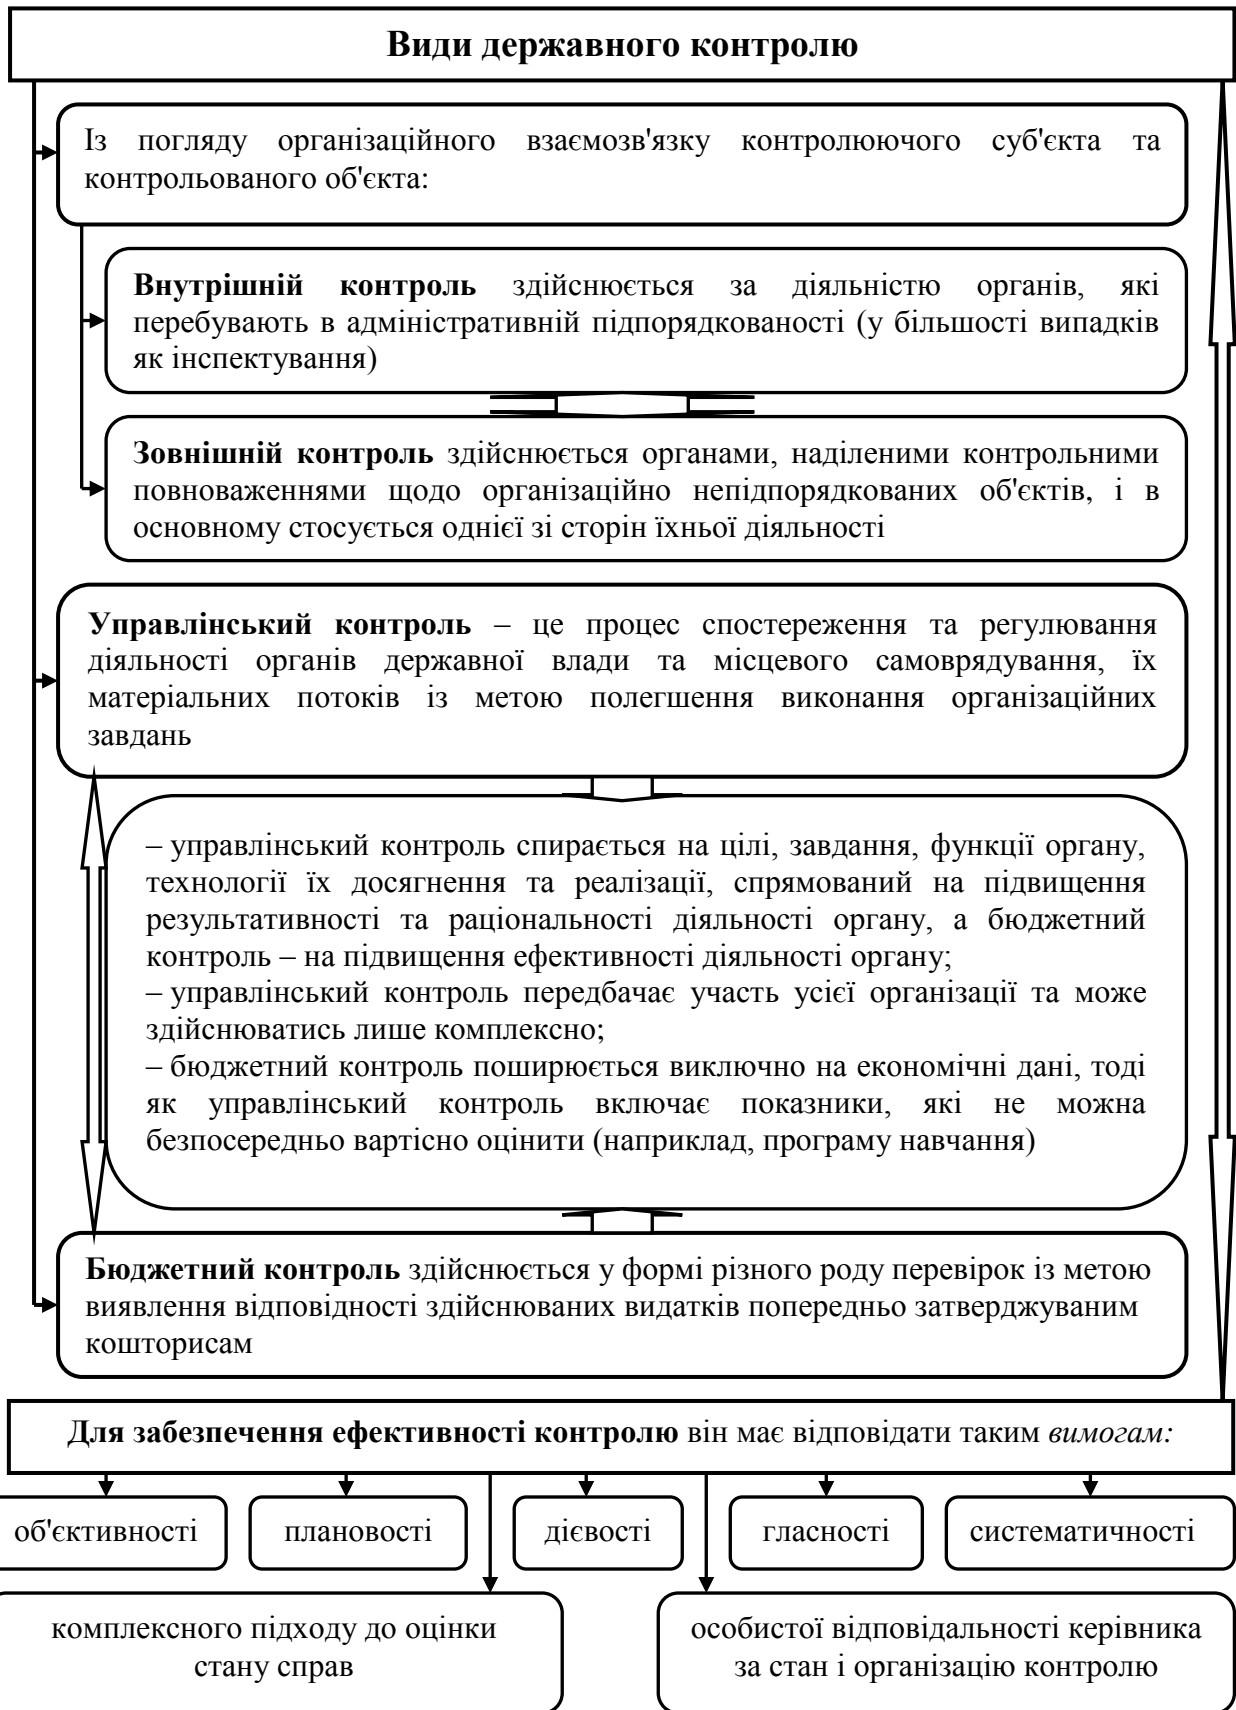 Види державного контролю
Із погляду організаційного взаємозв'язку контролюючого суб'єкта та
контрольованого об'єкта:
Внутрішній контроль здійснюється за діяльністю органів, які
перебувають в адміністративній підпорядкованості (у більшості випадків
як інспектування)
Зовнішній контроль здійснюється органами, наділеними контрольними
повноваженнями щодо організаційно непідпорядкованих об'єктів, і в
основному стосується однієї зі сторін їхньої діяльності
Управлінський контроль – це процес спостереження та регулювання
діяльності органів державної влади та місцевого самоврядування, їх
матеріальних потоків із метою полегшення виконання організаційних
завдань
– управлінський контроль спирається на цілі, завдання, функції органу,
технології їх досягнення та реалізації, спрямований на підвищення
результативності та раціональності діяльності органу, а бюджетний
контроль – на підвищення ефективності діяльності органу;
– управлінський контроль передбачає участь усієї організації та може
здійснюватись лише комплексно;
– бюджетний контроль поширюється виключно на економічні дані, тоді
як управлінський контроль включає показники, які не можна
безпосередньо вартісно оцінити (наприклад, програму навчання)
Бюджетний контроль здійснюється у формі різного роду перевірок із метою
виявлення відповідності здійснюваних видатків попередньо затверджуваним
кошторисам
Для забезпечення ефективності контролю він має відповідати таким вимогам:
об'єктивності
плановості
дієвості
гласності
систематичності
комплексного підходу до оцінки
стану справ
особистої відповідальності керівника
за стан і організацію контролю